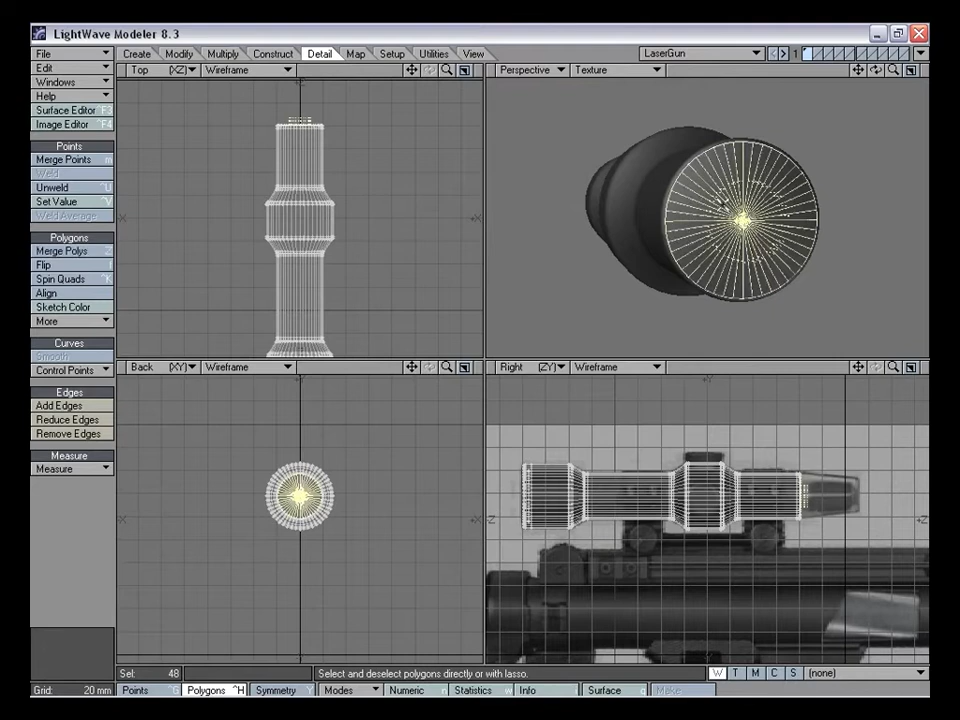 LightWave Modeler 8.3
File
Create Modify Multiply Construct Detail Map Setup Utilities View LaserGun 1
Edit
Top (XZ) Wireframe Perspective Texture
Windows
Help
Surface Editor F3
Image Editor ^F4
Points
Merge Points m
Weld
Unweld ^U
Set Value ^V
Weld Average
Polygons
Merge Polys Z
Flip f
Spin Quads ^K
Align
Sketch Color
More
Curves
Smooth
Control Points
Back (XY) Wireframe Right (ZY) Wireframe
Edges
Add Edges
Reduce Edges
Remove Edges
Measure
Measure
Sel: 48 Select and deselect polygons directly or with lasso. W T M C S (none)
Grid: 20 mm Points ^G Polygons ^H Symmetry Y Modes Numeric n Statistics w Info i Surface q Make